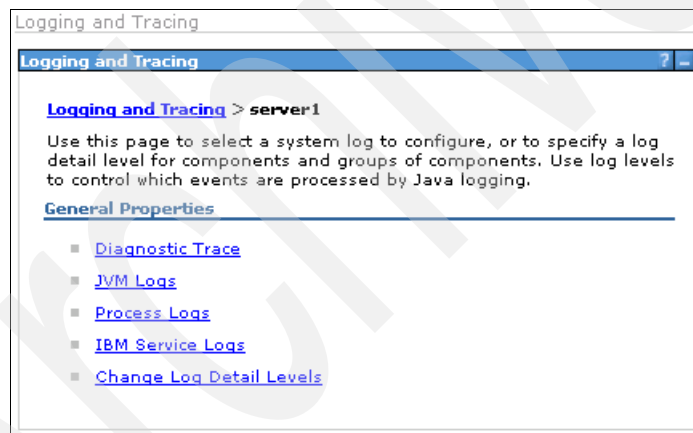 Logging and Tracing
Logging and Tracing ? –
Logging and Tracing > server1
Use this page to select a system log to configure, or to specify a log
detail level for components and groups of components. Use log levels
to control which events are processed by Java logging.
General Properties
Diagnostic Trace
JVM Logs
Process Logs
IBM Service Logs
Change Log Detail Levels